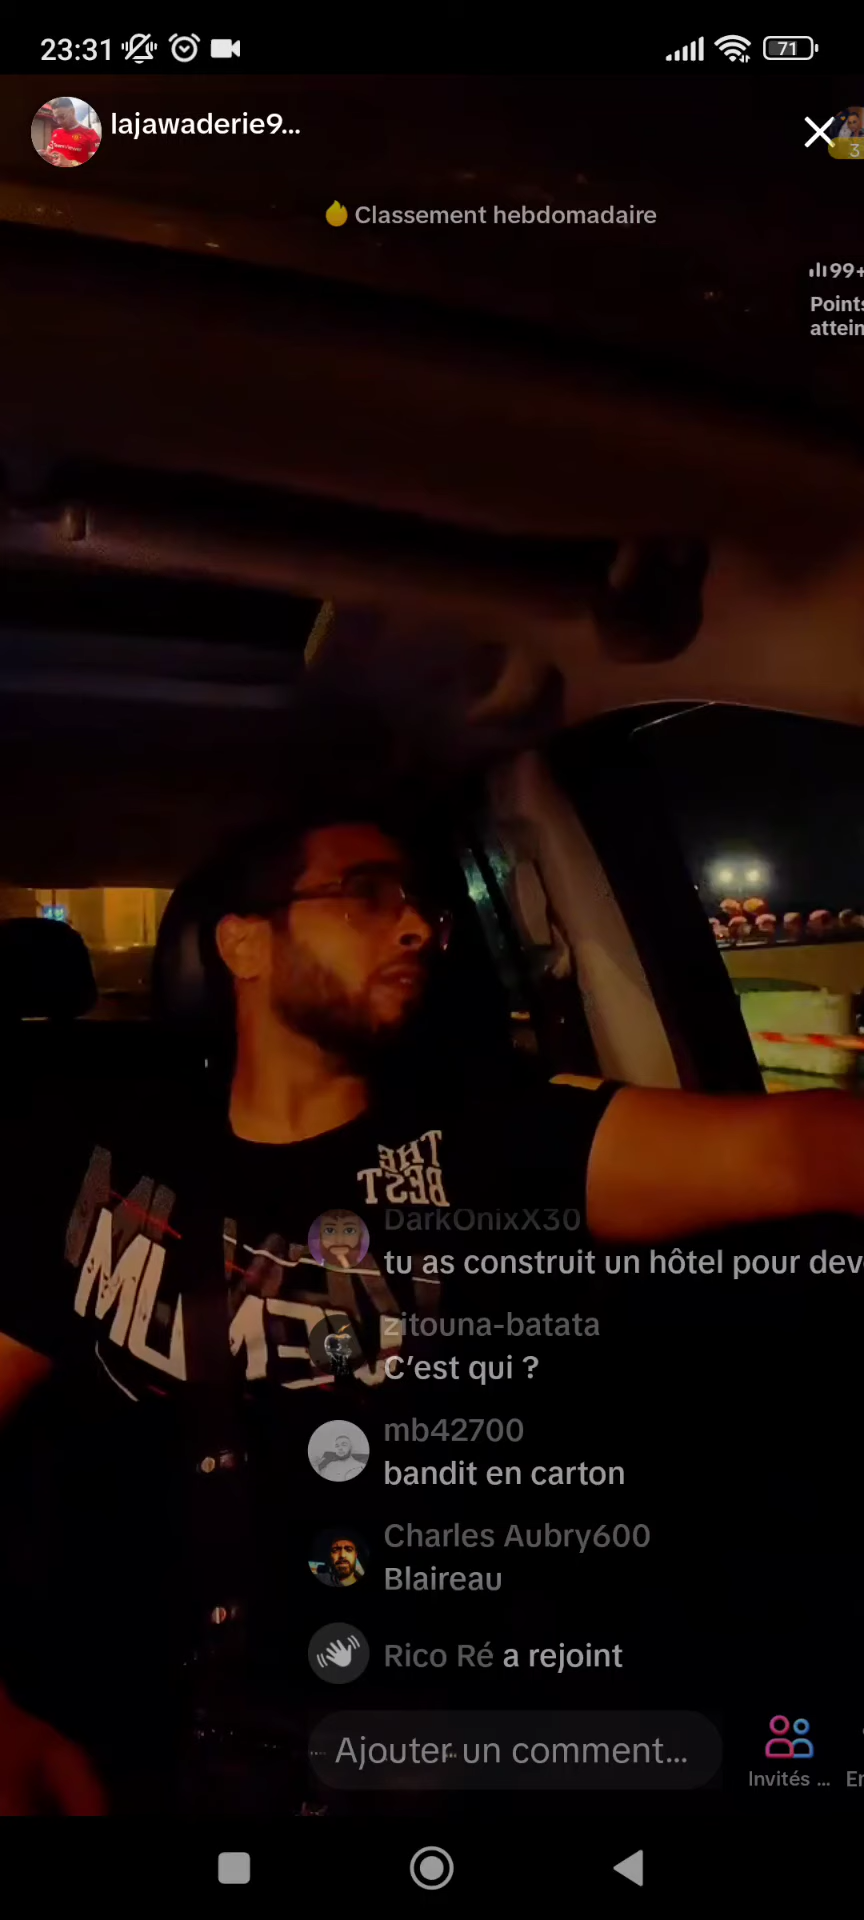 23:31
71
lajawaderie9...
3
Classement hebdomadaire
99+
Points
attein
THE
BEST
DarkOnixX30
tu as construit un hôtel pour dev
zitouna-batata
C'est qui ?
mb42700
bandit en carton
Charles Aubry600
Blaireau
Rico Ré a rejoint
Ajouter un comment...
Invités ...